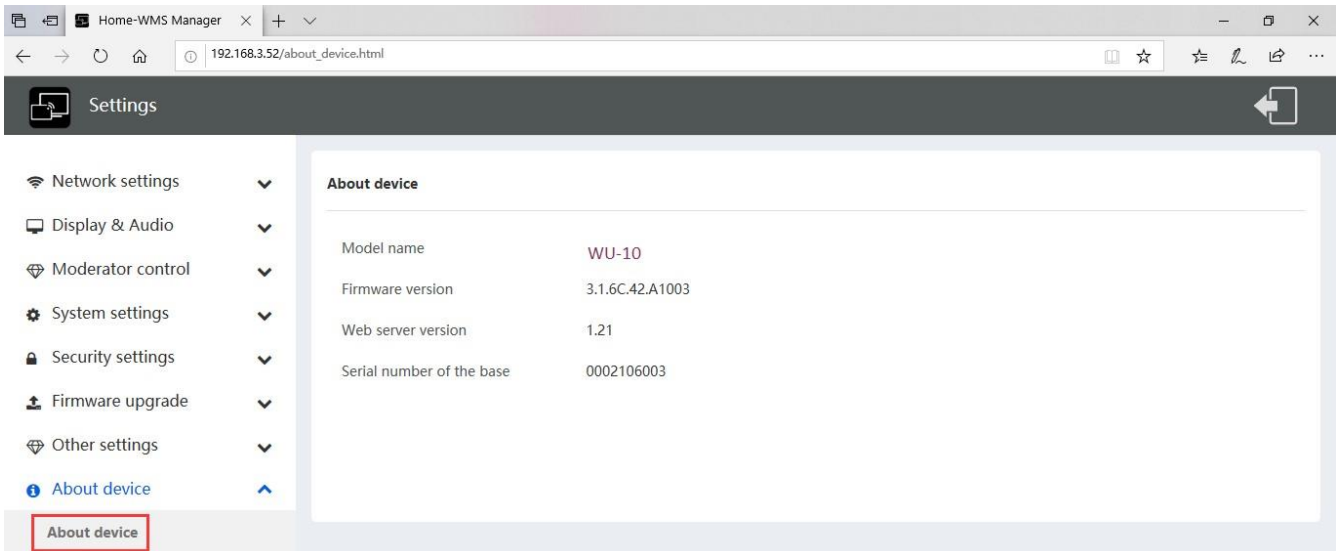 Home-WMS Manager
192.168.3.52/about_device.html
Settings
Network settings
Display & Audio
Moderator control
System settings
Security settings
Firmware upgrade
Other settings
About device
About device
About device
Model name WU-10
Firmware version 3.1.6C.42.A1003
Web server version 1.21
Serial number of the base 0002106003